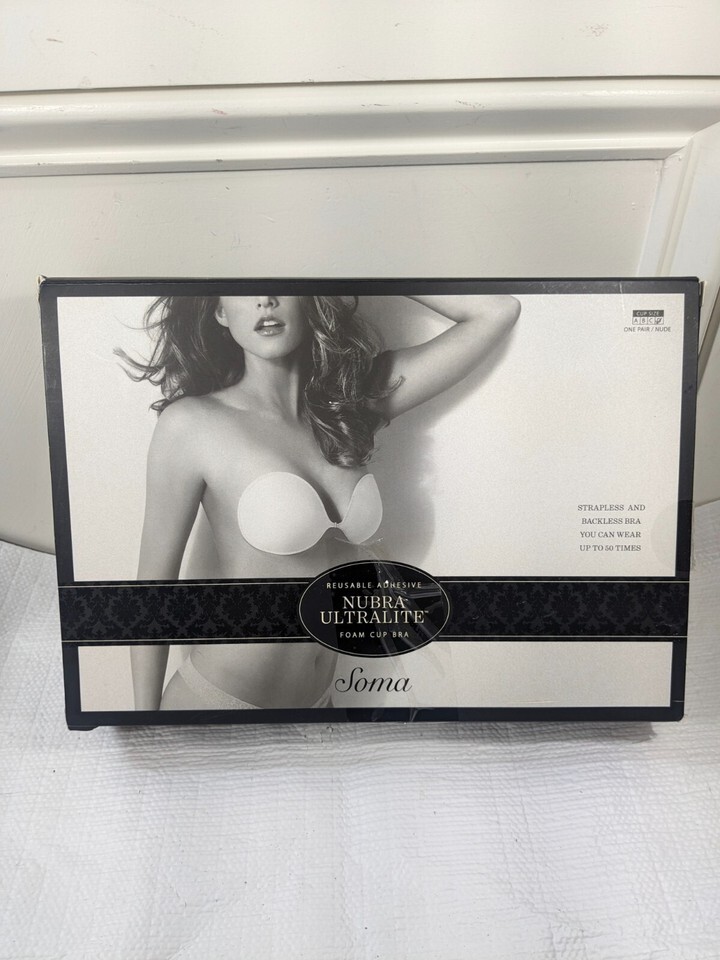 CUP SIZE
A B C D
ONE PAIR / NUDE
STRAPLESS AND
BACKLESS BRA
YOU CAN WEAR
UP TO 50 TIMES
REUSABLE ADHESIVE
NUBRA
ULTRALITE™
FOAM CUP BRA
Soma